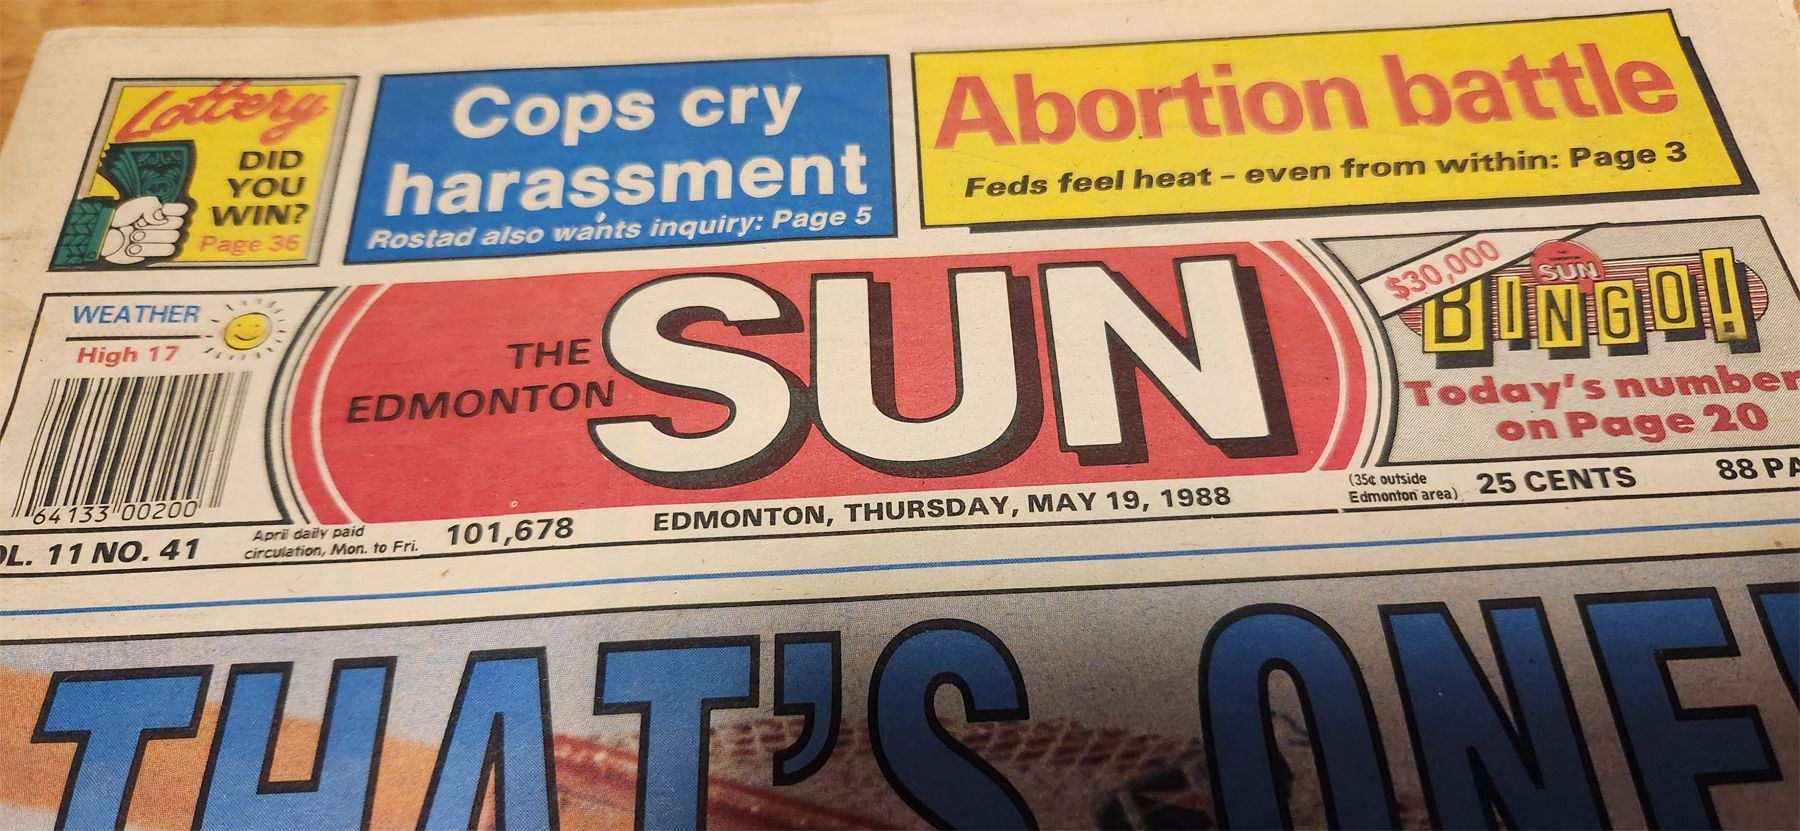 Lottery
DID
YOU
WIN?
Page 36
Cops cry
harassment
Rostad also wants inquiry: Page 5
Abortion battle
Feds feel heat – even from within: Page 3
WEATHER
High 17
64133 00200
THE
EDMONTON
SUN
$30,000
SUN
BINGO!
Today's number
on Page 20
OL. 11 NO. 41
April daily paid
circulation, Mon. to Fri.
101,678
EDMONTON, THURSDAY, MAY 19, 1988
(35¢ outside
Edmonton area)
25 CENTS
88 PA
THAT'S ONE